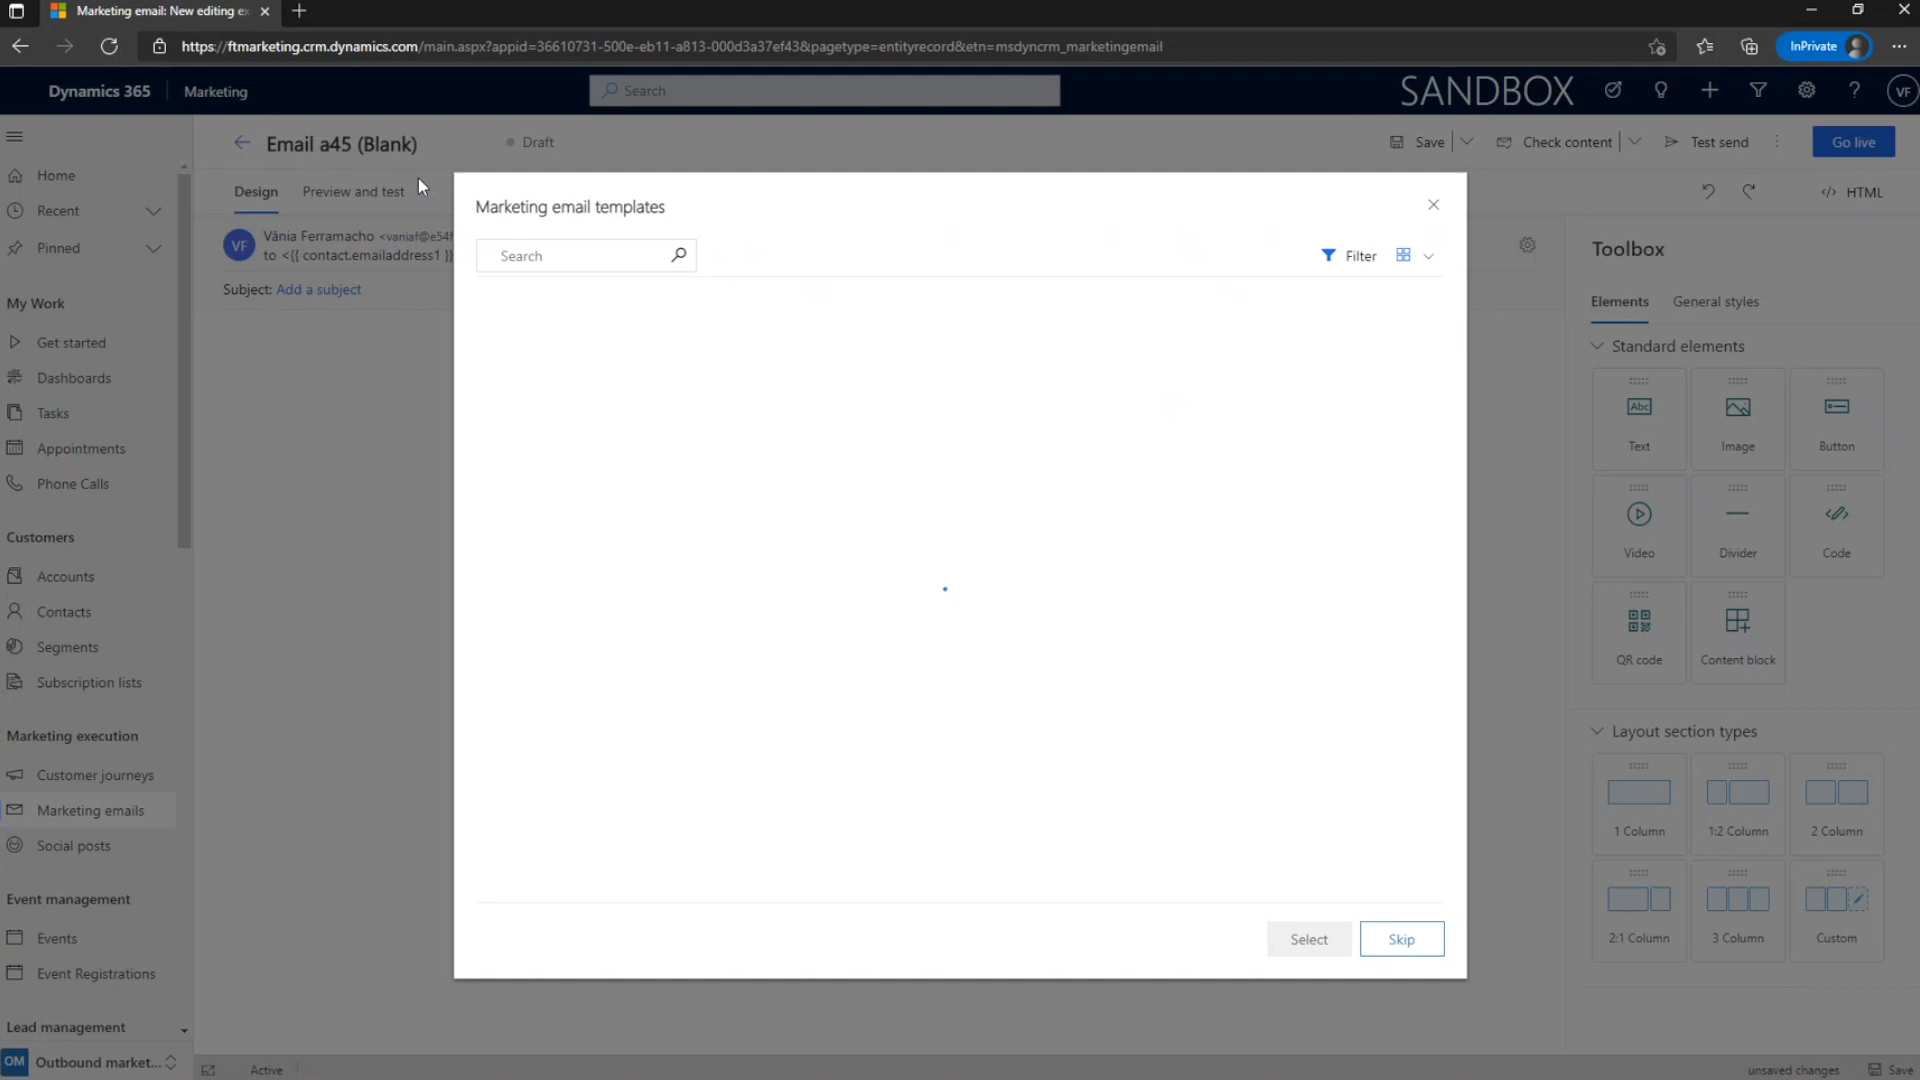 Marketing email: New editing e
https://ftmarketing.crm.dynamics.com/main.aspx?appid=36610731-500e-eb11-a813-000d3a37ef43&pagetype=entityrecord&etn=msdyncrm_marketingemail
InPrivate
Dynamics 365
Marketing
Search
SANDBOX
VF
Email a45 (Blank)
Draft
Save
Check content
Test send
Go live
Design
Preview and test
HTML
VF
Vânia Ferramacho <vaniaf@e54f
to <{{ contact.emailaddress1 }}
Subject: Add a subject
Home
Recent
Pinned
My Work
Get started
Dashboards
Tasks
Appointments
Phone Calls
Customers
Accounts
Contacts
Segments
Subscription lists
Marketing execution
Customer journeys
Marketing emails
Social posts
Event management
Events
Event Registrations
Lead management
OM
Outbound market...
Marketing email templates
Search
Filter
Select
Skip
Toolbox
Elements
General styles
Standard elements
Abc
Text
Image
Button
Video
Divider
Code
QR code
Content block
Layout section types
1 Column
1:2 Column
2 Column
2:1 Column
3 Column
Custom
Active
unsaved changes
Save